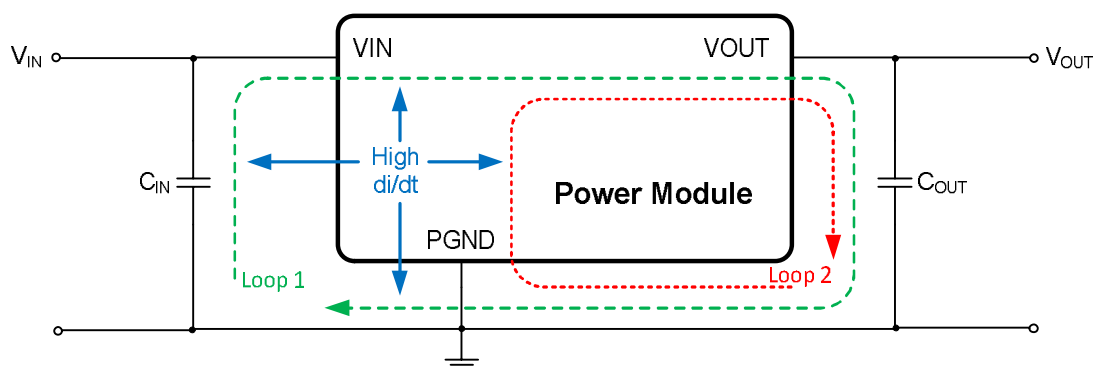 VIN
VIN
VOUT
VOUT
High
di/dt
CIN
Power Module
COUT
PGND
Loop 1
Loop 2